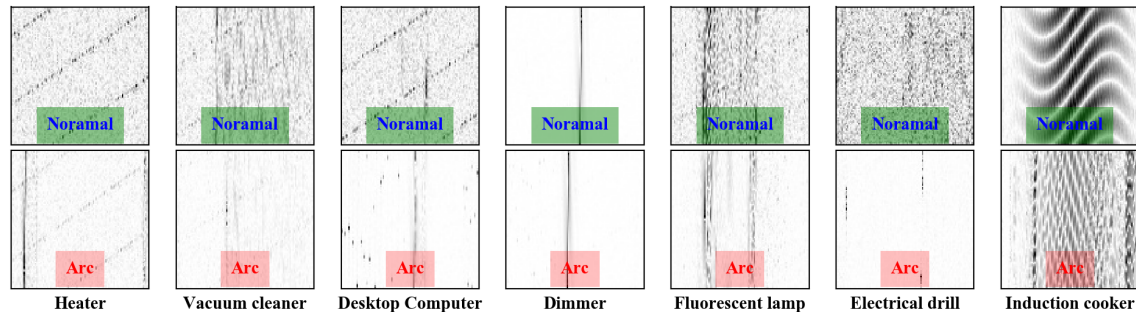 Noramal Noramal Noramal Noramal Noramal Noramal Noramal
Arc Arc Arc Arc Arc Arc Arc
Heater Vacuum cleaner Desktop Computer Dimmer Fluorescent lamp Electrical drill Induction cooker